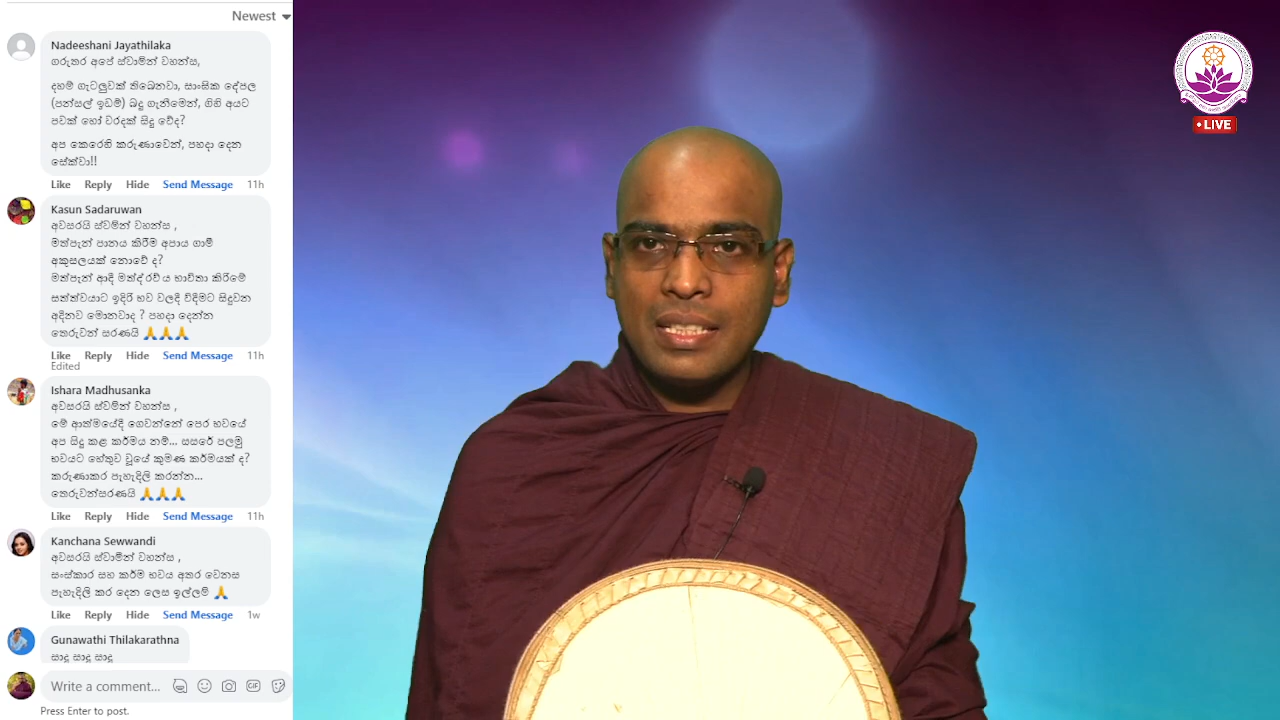 Newest
Nadeeshani Jayathilaka
ගරුතර අපේ ස්වාමින් වහන්ස,
දහම් ගැටලුවක් තිබෙනවා, සාංඝික දේපල
(පන්සල් ඉඩම්) බදු ගැනීමෙන්, ගිහි අයට
පවක් හෝ වරදක් සිදු වේද?
අප කෙරෙහි කරුණාවෙන්, පහදා දෙන
සේක්වා!!
Like Reply Hide Send Message 11h
Kasun Sadaruwan
අවසරයි ස්වමින් වහන්ස ,
මත්පැන් පානය කිරීම අපාය ගාමී
අකුසලයක් නොවේ ද?
මත්පැන් ආදී මත්ද්‍රව්‍ය භාවිතා කිරීමේ
සත්ත්වයාට ඉදිරි භව වලදී විදීමට සිදුවන
අදීනව මොනවාද ? පහදා දෙන්න
තෙරුවන් සරණයි 🙏🙏🙏
Like Reply Hide Send Message 11h
Edited
Ishara Madhusanka
අවසරයි ස්වමින් වහන්ස ,
මේ ආත්මයේදී ගෙවන්නේ පෙර භවයේ
අප සිදු කළ කර්මය නම්... සසරේ පලමු
භවයට හේතුව වූයේ කුමණ කර්මයක් ද?
කරුණාකර පැහැදිලි කරන්න...
තෙරුවන්සරණයි 🙏🙏🙏
Like Reply Hide Send Message 11h
Kanchana Sewwandi
අවසරයි ස්වාමීන් වහන්ස ,
සංස්කාර සහ කර්ම භවය අතර වෙනස
පැහැදිලි කර දෙන ලෙස ඉල්ලමි 🙏
Like Reply Hide Send Message 1w
Gunawathi Thilakarathna
සාදු සාදු සාදු
Write a comment...
GIF
Press Enter to post.
LIVE